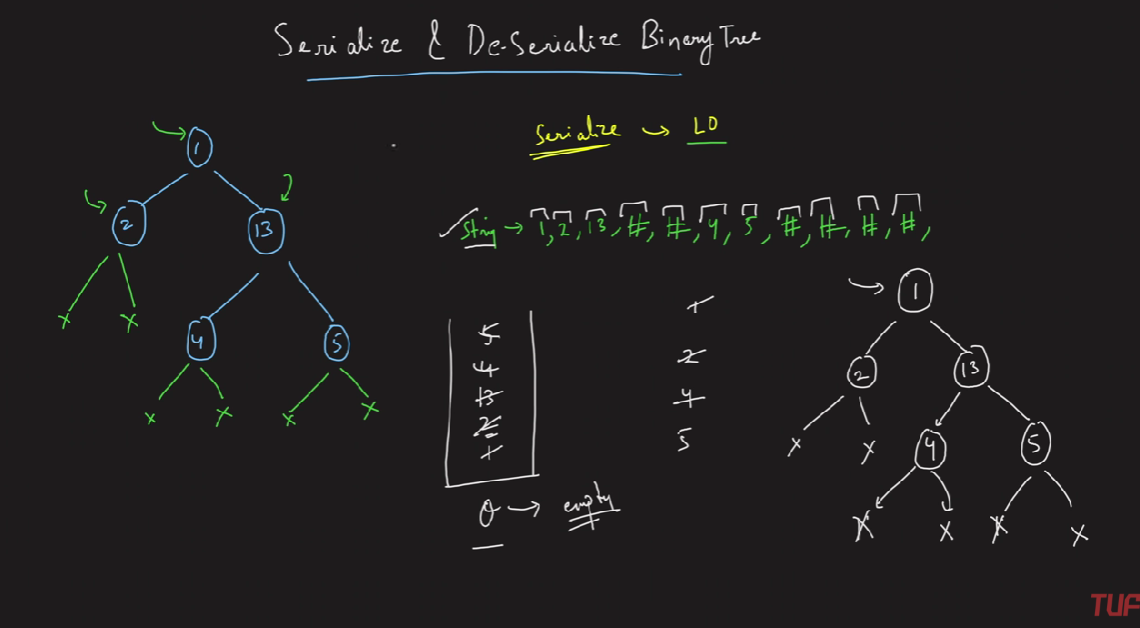 Serialize & De-Serialize Binary Tree
Serialize → LO
String → 1, 2, 13, #, #, 4, 5, #, #, #, #,
1
2
13
x
x
4
5
x
x
x
x
5
4
13
2
1
Q → empty
1
2
4
5
1
2
13
x
x
4
5
x
x
x
x
TUF